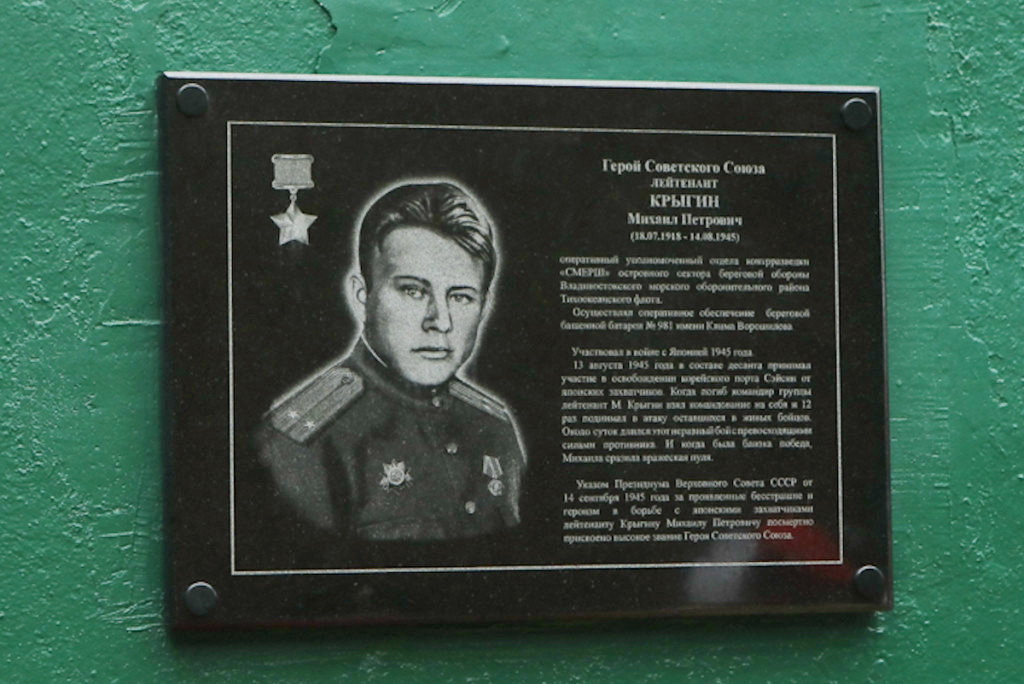 Герой Советского Союза
ЛЕЙТЕНАНТ
КРЫГИН
Михаил Петрович
(18.07.1918 - 14.08.1945)
оперативный уполномоченный отдела контрразведки
«СМЕРШ» островного сектора береговой обороны
Владивостокского морского оборонительного района
Тихоокеанского флота.
Осуществлял оперативное обеспечение береговой
башенной батареи № 981 имени Клима Ворошилова
Участвовал в войне с Японией 1945 года.
13 августа 1945 года в составе десанта принимал
участие в освобождении корейского порта Сэйсин от
японских захватчиков. Когда погиб командир группы
лейтенант М. Крыгин взял командование на себя и 12
раз поднимал в атаку оставшихся в живых бойцов.
Около суток длился этот неравный бой с превосходящими
силами противника. И когда была близка победа,
Михаила сразила вражеская пуля.
Указом Президиума Верховного Совета СССР от
14 сентября 1945 года за проявленные бесстрашие и
героизм в борьбе с японскими захватчиками
лейтенанту Крыгину Михаилу Петровичу посмертно
присвоено высокое звание Героя Советского Союза.